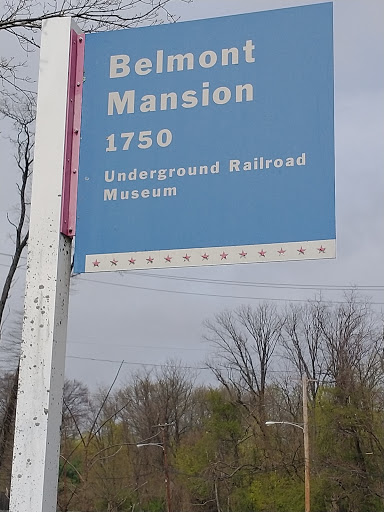 Belmont
Mansion
1750
Underground Railroad
Museum